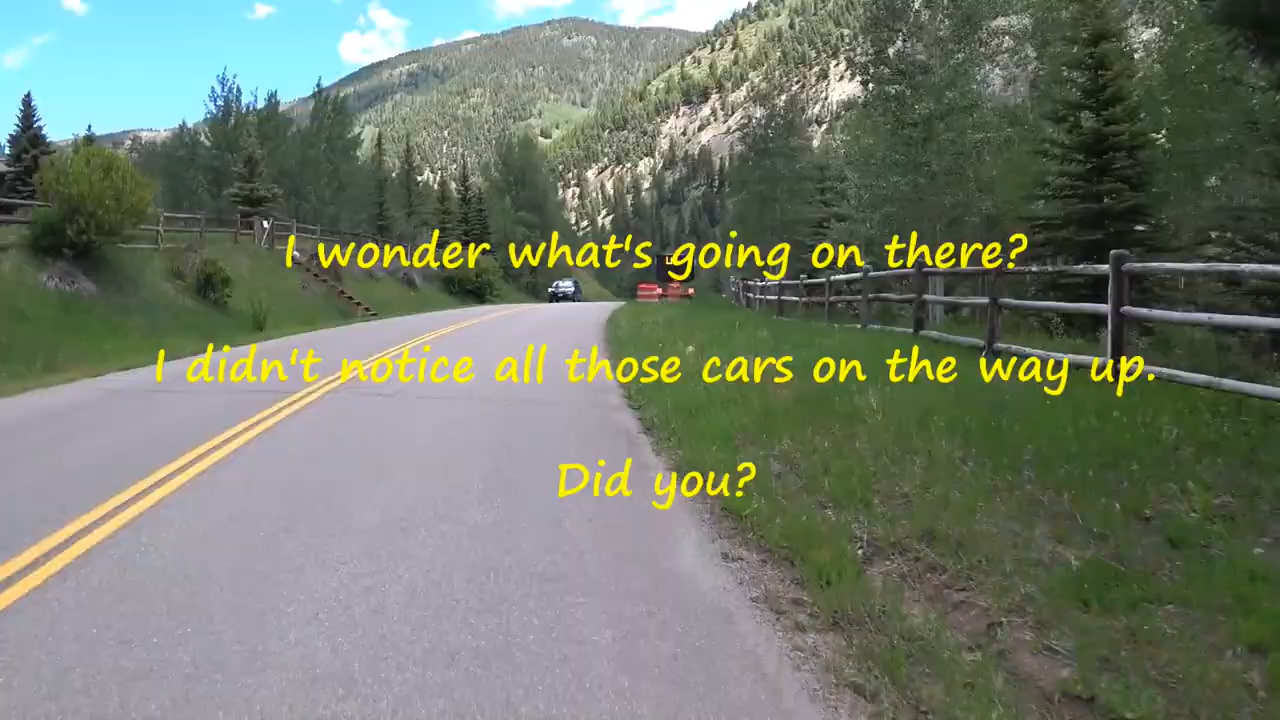 I wonder what's going on there?
I didn't notice all those cars on the way up.
Did you?